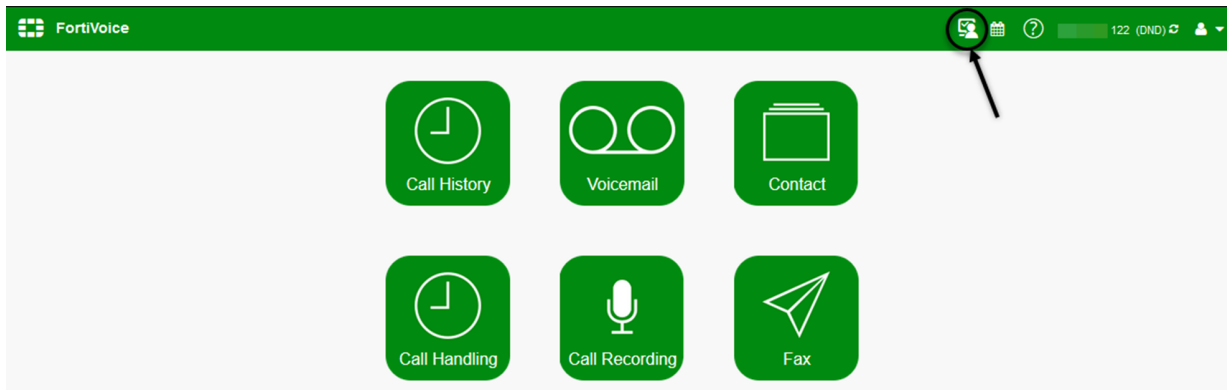 FortiVoice
? 122 (DND)
Call History Voicemail Contact
Call Handling Call Recording Fax